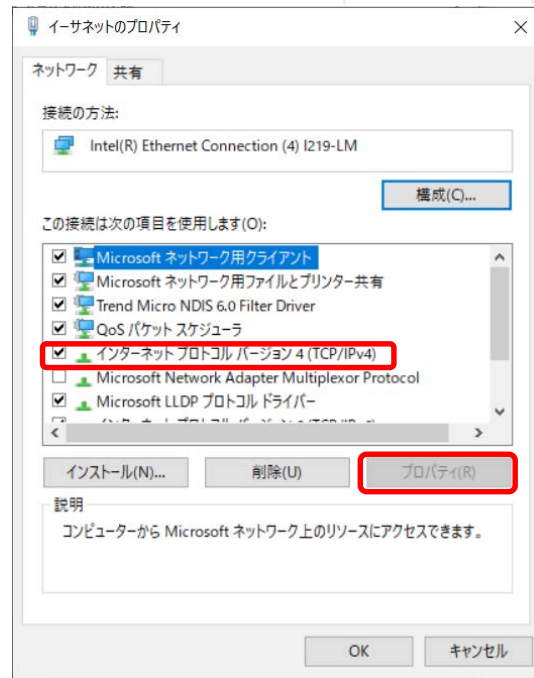 イーサネットのプロパティ
ネットワーク 共有
接続の方法:
Intel(R) Ethernet Connection (4) I219-LM
構成(C)...
この接続は次の項目を使用します(O):
Microsoft ネットワーク用クライアント
Microsoft ネットワーク用ファイルとプリンター共有
Trend Micro NDIS 6.0 Filter Driver
QoS パケット スケジューラ
インターネット プロトコル バージョン 4 (TCP/IPv4)
Microsoft Network Adapter Multiplexor Protocol
Microsoft LLDP プロトコル ドライバー
インストール(N)... 削除(U) プロパティ(R)
説明
コンピューターから Microsoft ネットワーク上のリソースにアクセスできます。
OK キャンセル